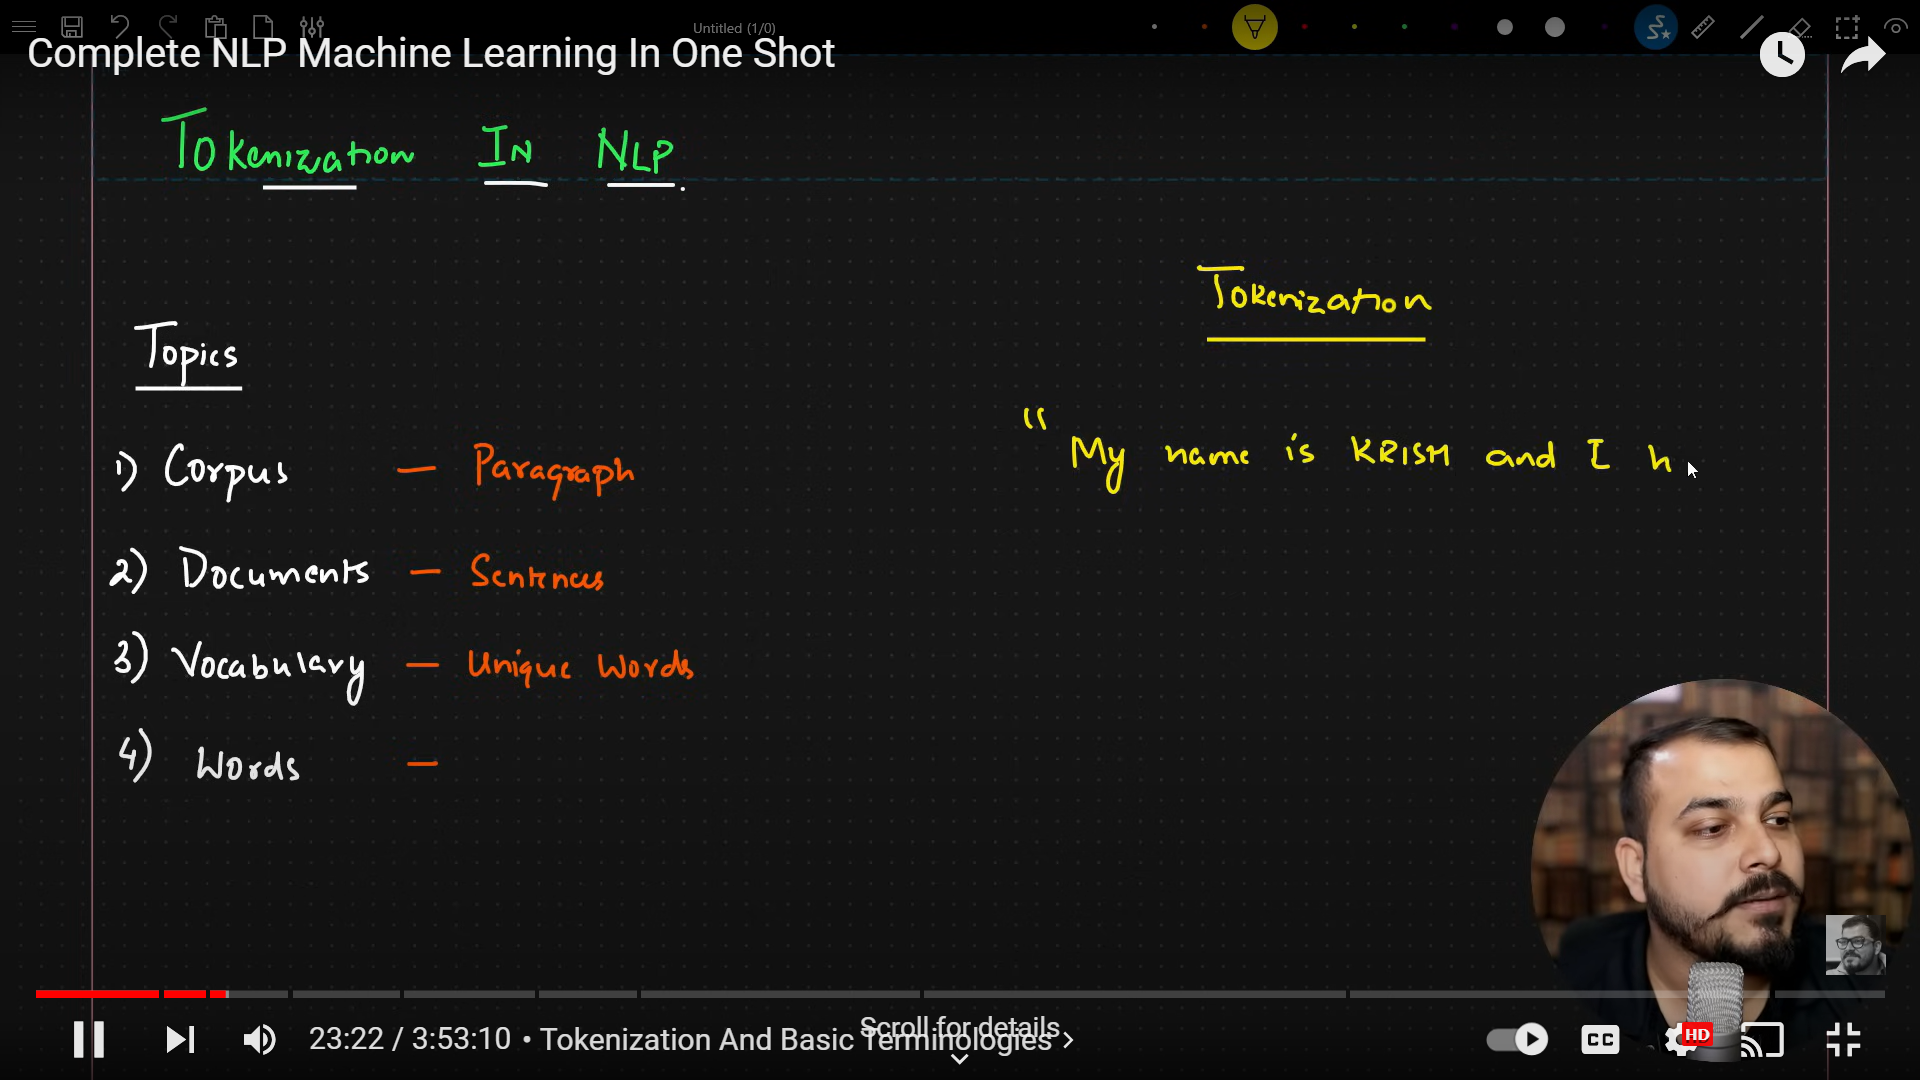 Untitled (1/0)
Complete NLP Machine Learning In One Shot
Tokenization IN NLP.
Tokenization
Topics
" My name is KRISH and I h
1) Corpus — Paragraph
2) Documents — Sentences
3) Vocabulary — Unique Words
4) Words —
Scroll for details
23:22 / 3:53:10 • Tokenization And Basic Terminologies
CC
HD